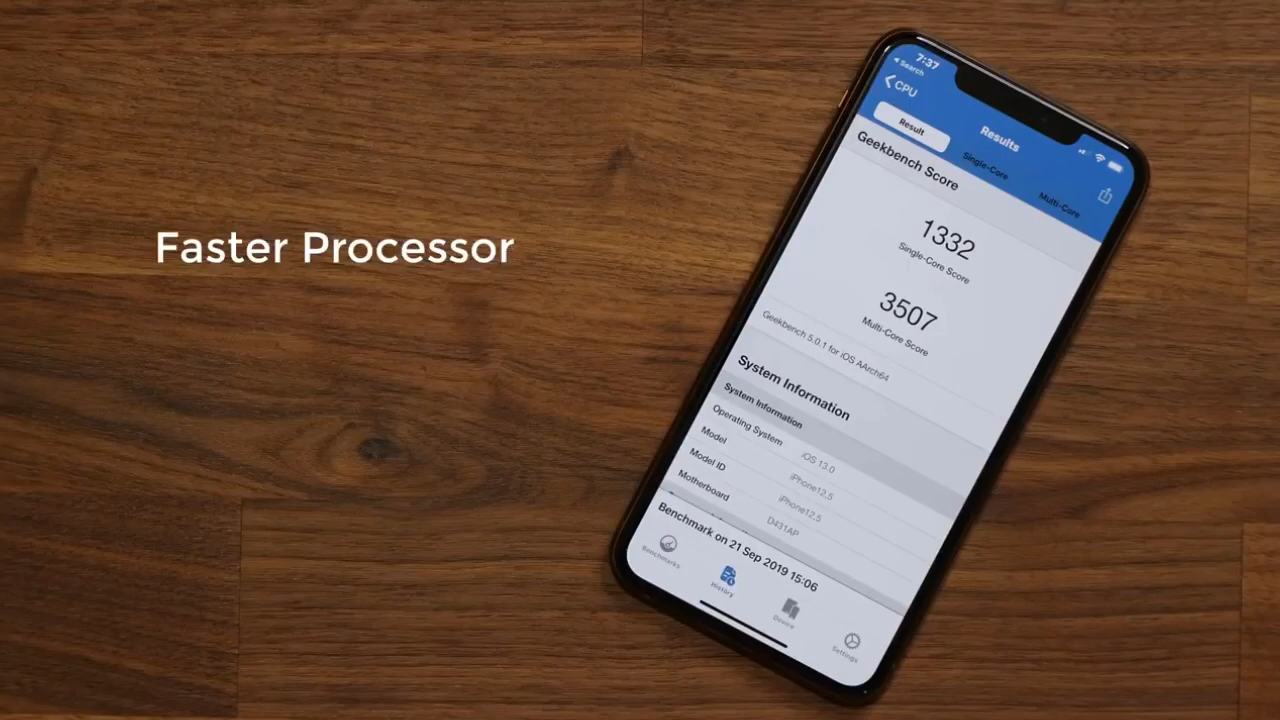 Faster Processor
7:37
Search
CPU
Results
Result
Single-Core
Multi-Core
Geekbench Score
1332
Single-Core Score
3507
Multi-Core Score
Geekbench 5.0.1 for iOS AArch64
System Information
System Information
Operating System iOS 13.0
Model iPhone12,5
Model ID iPhone12,5
Motherboard D431AP
Benchmark on 21 Sep 2019 15:06
Benchmarks
History
Device
Settings